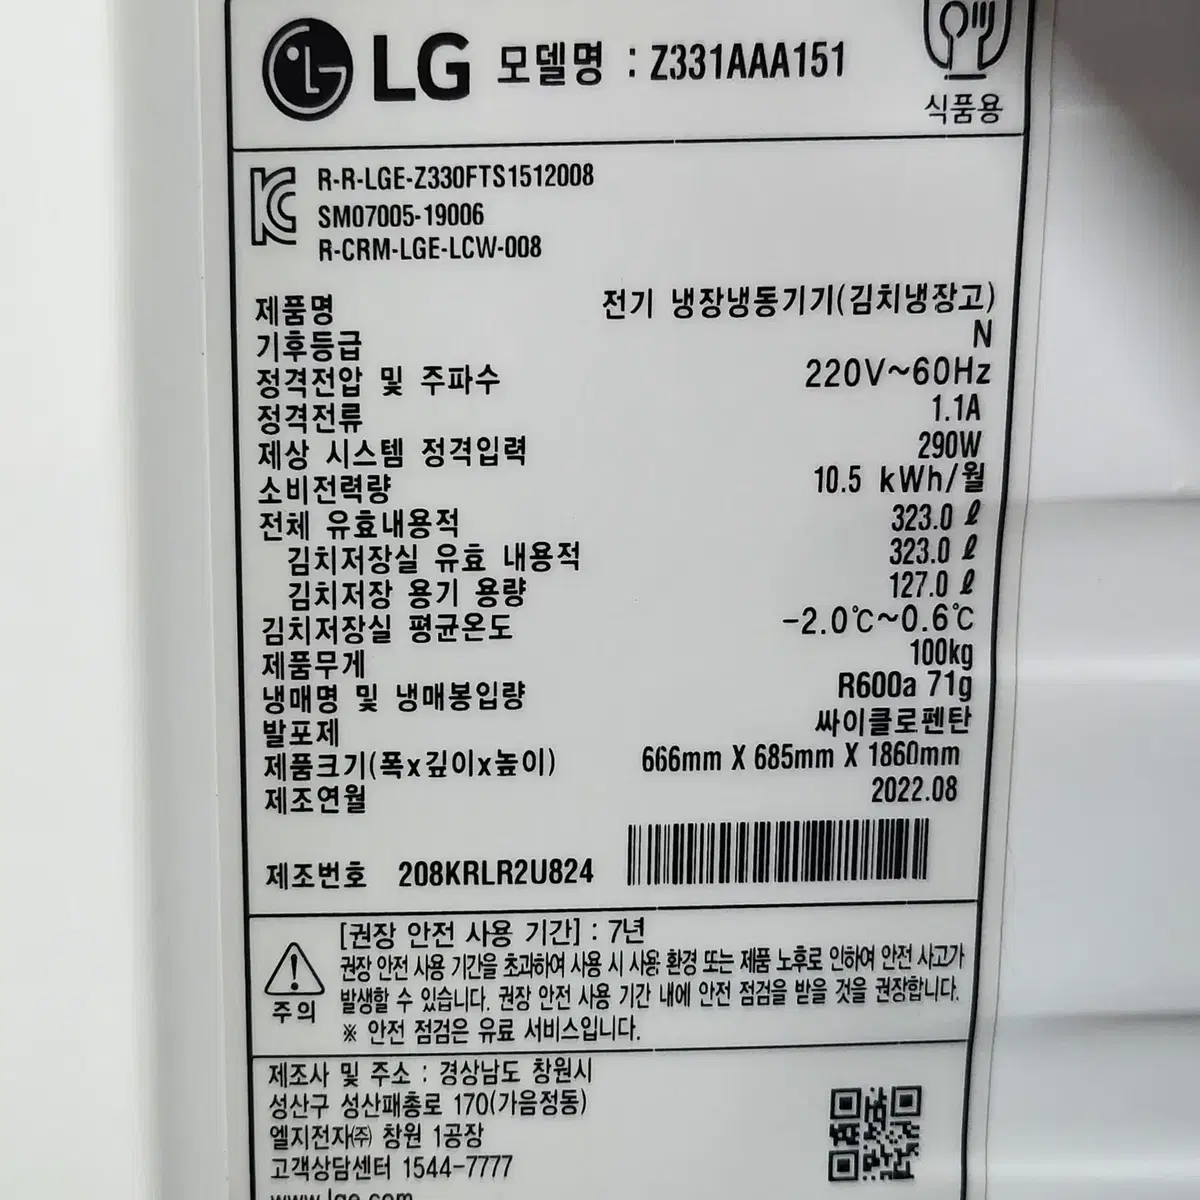 LG 모델명 : Z331AAA151
식품용
R-R-LGE-Z330FTS1512008
SM07005-19006
R-CRM-LGE-LCW-008
제품명 전기 냉장냉동기기(김치냉장고)
기후등급 N
정격전압 및 주파수 220V~60Hz
정격전류 1.1A
제상 시스템 정격입력 290W
소비전력량 10.5 kWh/월
전체 유효내용적 323.0 ℓ
김치저장실 유효 내용적 323.0 ℓ
김치저장 용기 용량 127.0 ℓ
김치저장실 평균온도 -2.0℃~0.6℃
제품무게 100kg
냉매명 및 냉매봉입량 R600a 71g
발포제 싸이클로펜탄
제품크기(폭x깊이x높이) 666mm X 685mm X 1860mm
제조연월 2022.08
제조번호 208KRLR2U824
[권장 안전 사용 기간] : 7년
권장 안전 사용 기간을 초과하여 사용 시 사용 환경 또는 제품 노후로 인하여 안전 사고가
발생할 수 있습니다. 권장 안전 사용 기간 내에 안전 점검을 받을 것을 권장합니다.
※ 안전 점검은 유료 서비스입니다.
주의
제조사 및 주소 : 경상남도 창원시
성산구 성산패총로 170(가음정동)
엘지전자㈜ 창원 1공장
고객상담센터 1544-7777
www.lge.com